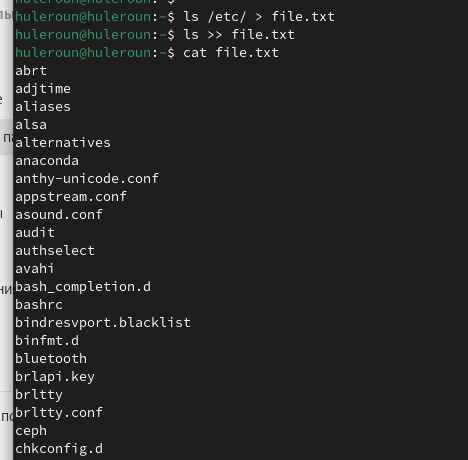 huleroun@huleroun:~$ ls /etc/ > file.txt
huleroun@huleroun:~$ ls >> file.txt
huleroun@huleroun:~$ cat file.txt
abrt
adjtime
aliases
alsa
alternatives
anaconda
anthy-unicode.conf
appstream.conf
asound.conf
audit
authselect
avahi
bash_completion.d
bashrc
bindresvport.blacklist
binfmt.d
bluetooth
brlapi.key
brltty
brltty.conf
ceph
chkconfig.d